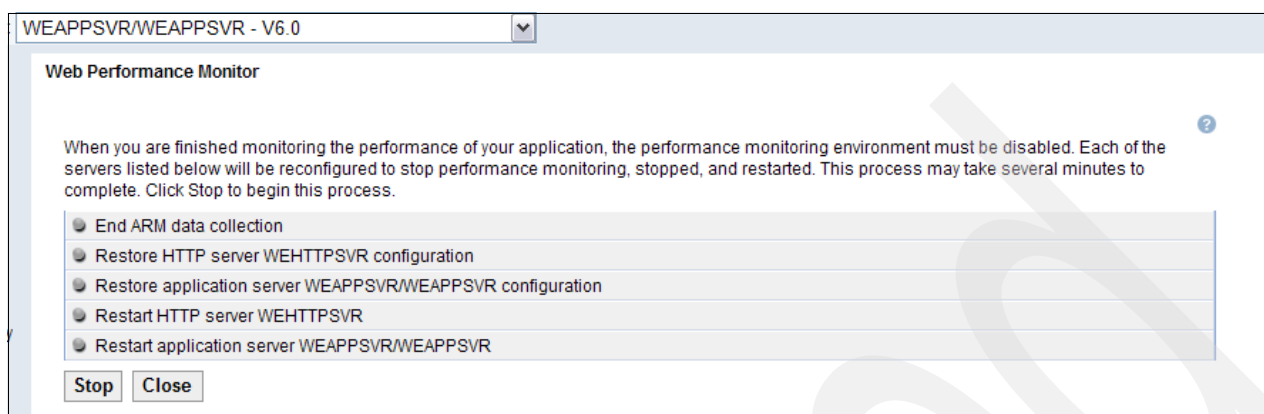 WEAPPSVR/WEAPPSVR - V6.0
Web Performance Monitor
?
When you are finished monitoring the performance of your application, the performance monitoring environment must be disabled. Each of the
servers listed below will be reconfigured to stop performance monitoring, stopped, and restarted. This process may take several minutes to
complete. Click Stop to begin this process.
End ARM data collection
Restore HTTP server WEHTTPSVR configuration
Restore application server WEAPPSVR/WEAPPSVR configuration
Restart HTTP server WEHTTPSVR
y
Restart application server WEAPPSVR/WEAPPSVR
Stop Close